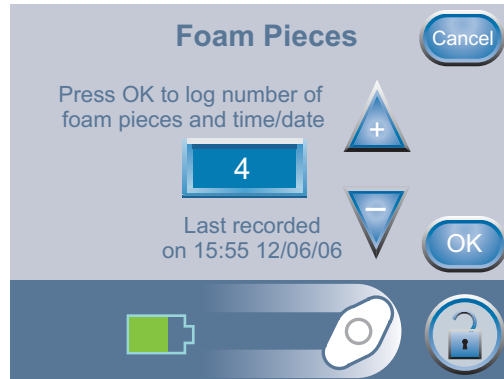 Foam Pieces
Cancel
Press OK to log number of
foam pieces and time/date
+
4
–
Last recorded
on 15:55 12/06/06
OK